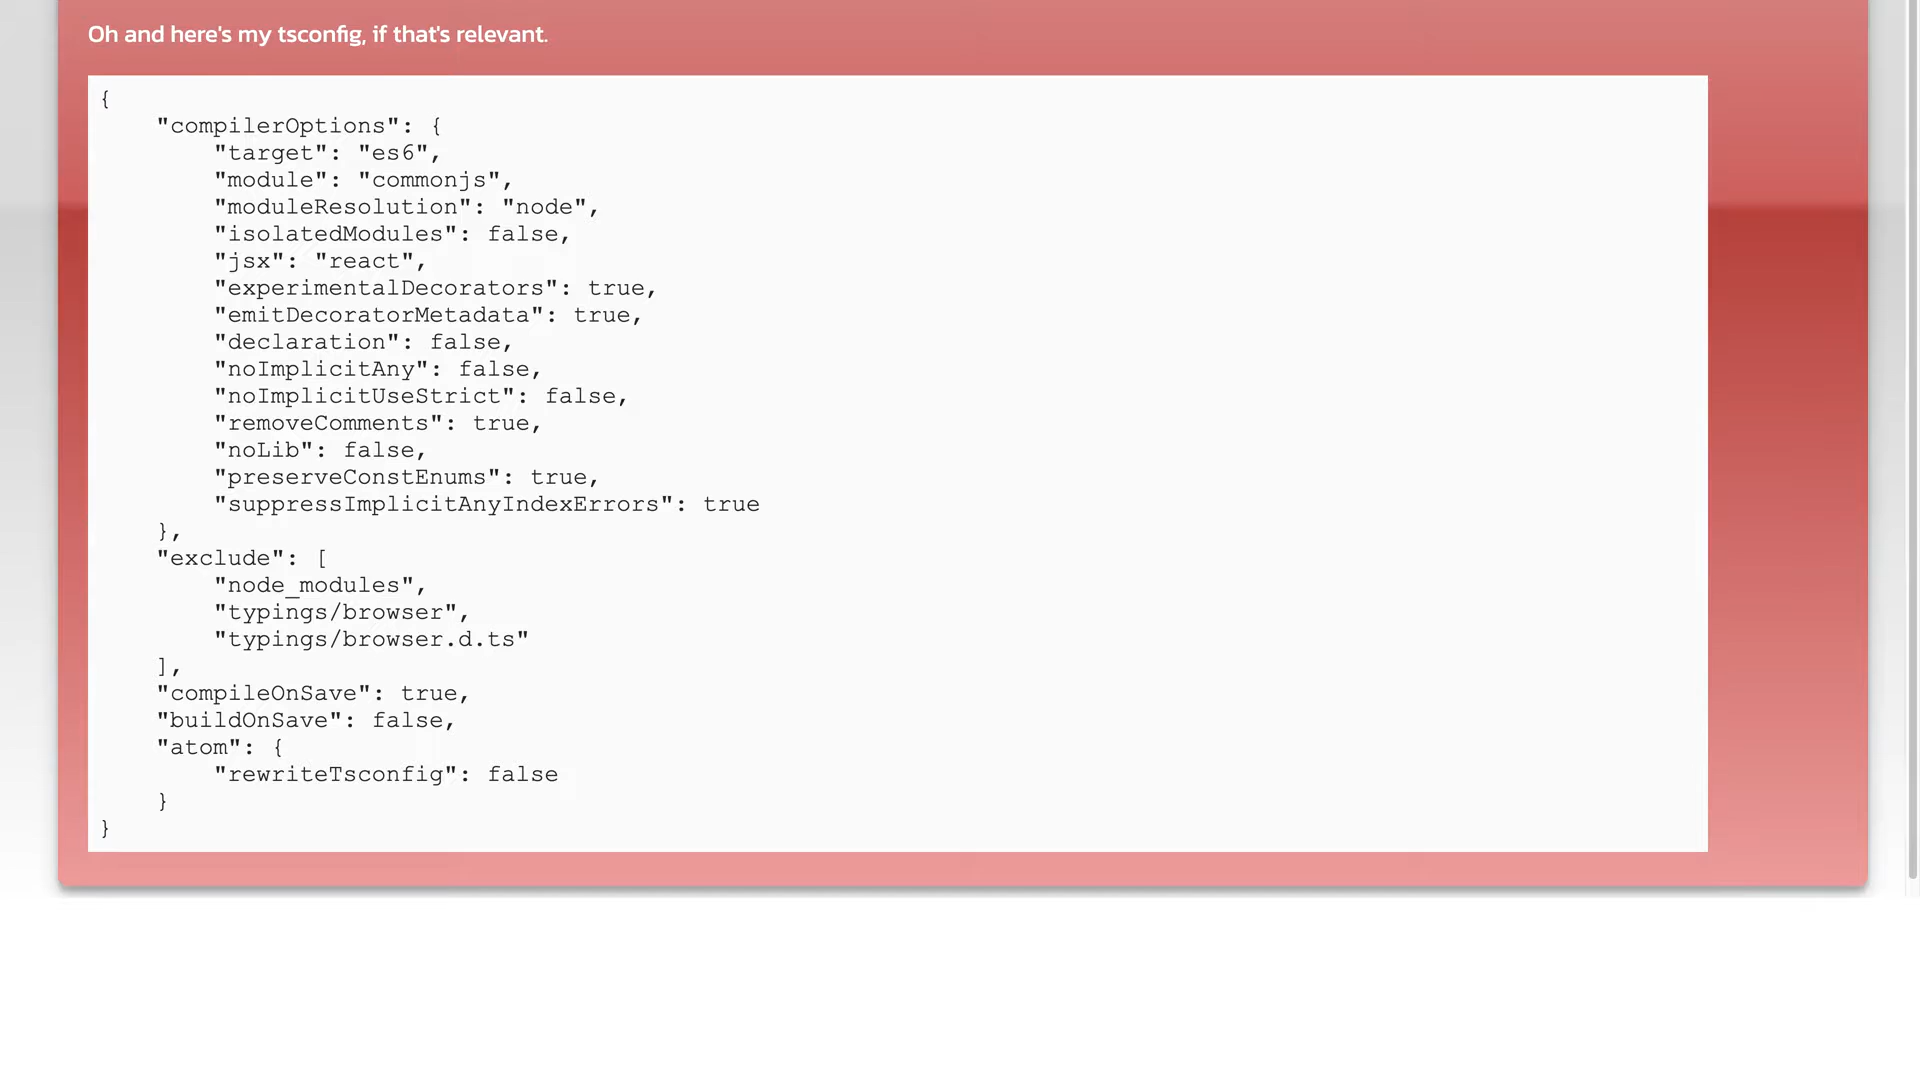 Oh and here's my tsconfig, if that's relevant.
{
    "compilerOptions": {
        "target": "es6",
        "module": "commonjs",
        "moduleResolution": "node",
        "isolatedModules": false,
        "jsx": "react",
        "experimentalDecorators": true,
        "emitDecoratorMetadata": true,
        "declaration": false,
        "noImplicitAny": false,
        "noImplicitUseStrict": false,
        "removeComments": true,
        "noLib": false,
        "preserveConstEnums": true,
        "suppressImplicitAnyIndexErrors": true
    },
    "exclude": [
        "node_modules",
        "typings/browser",
        "typings/browser.d.ts"
    ],
    "compileOnSave": true,
    "buildOnSave": false,
    "atom": {
        "rewriteTsconfig": false
    }
}